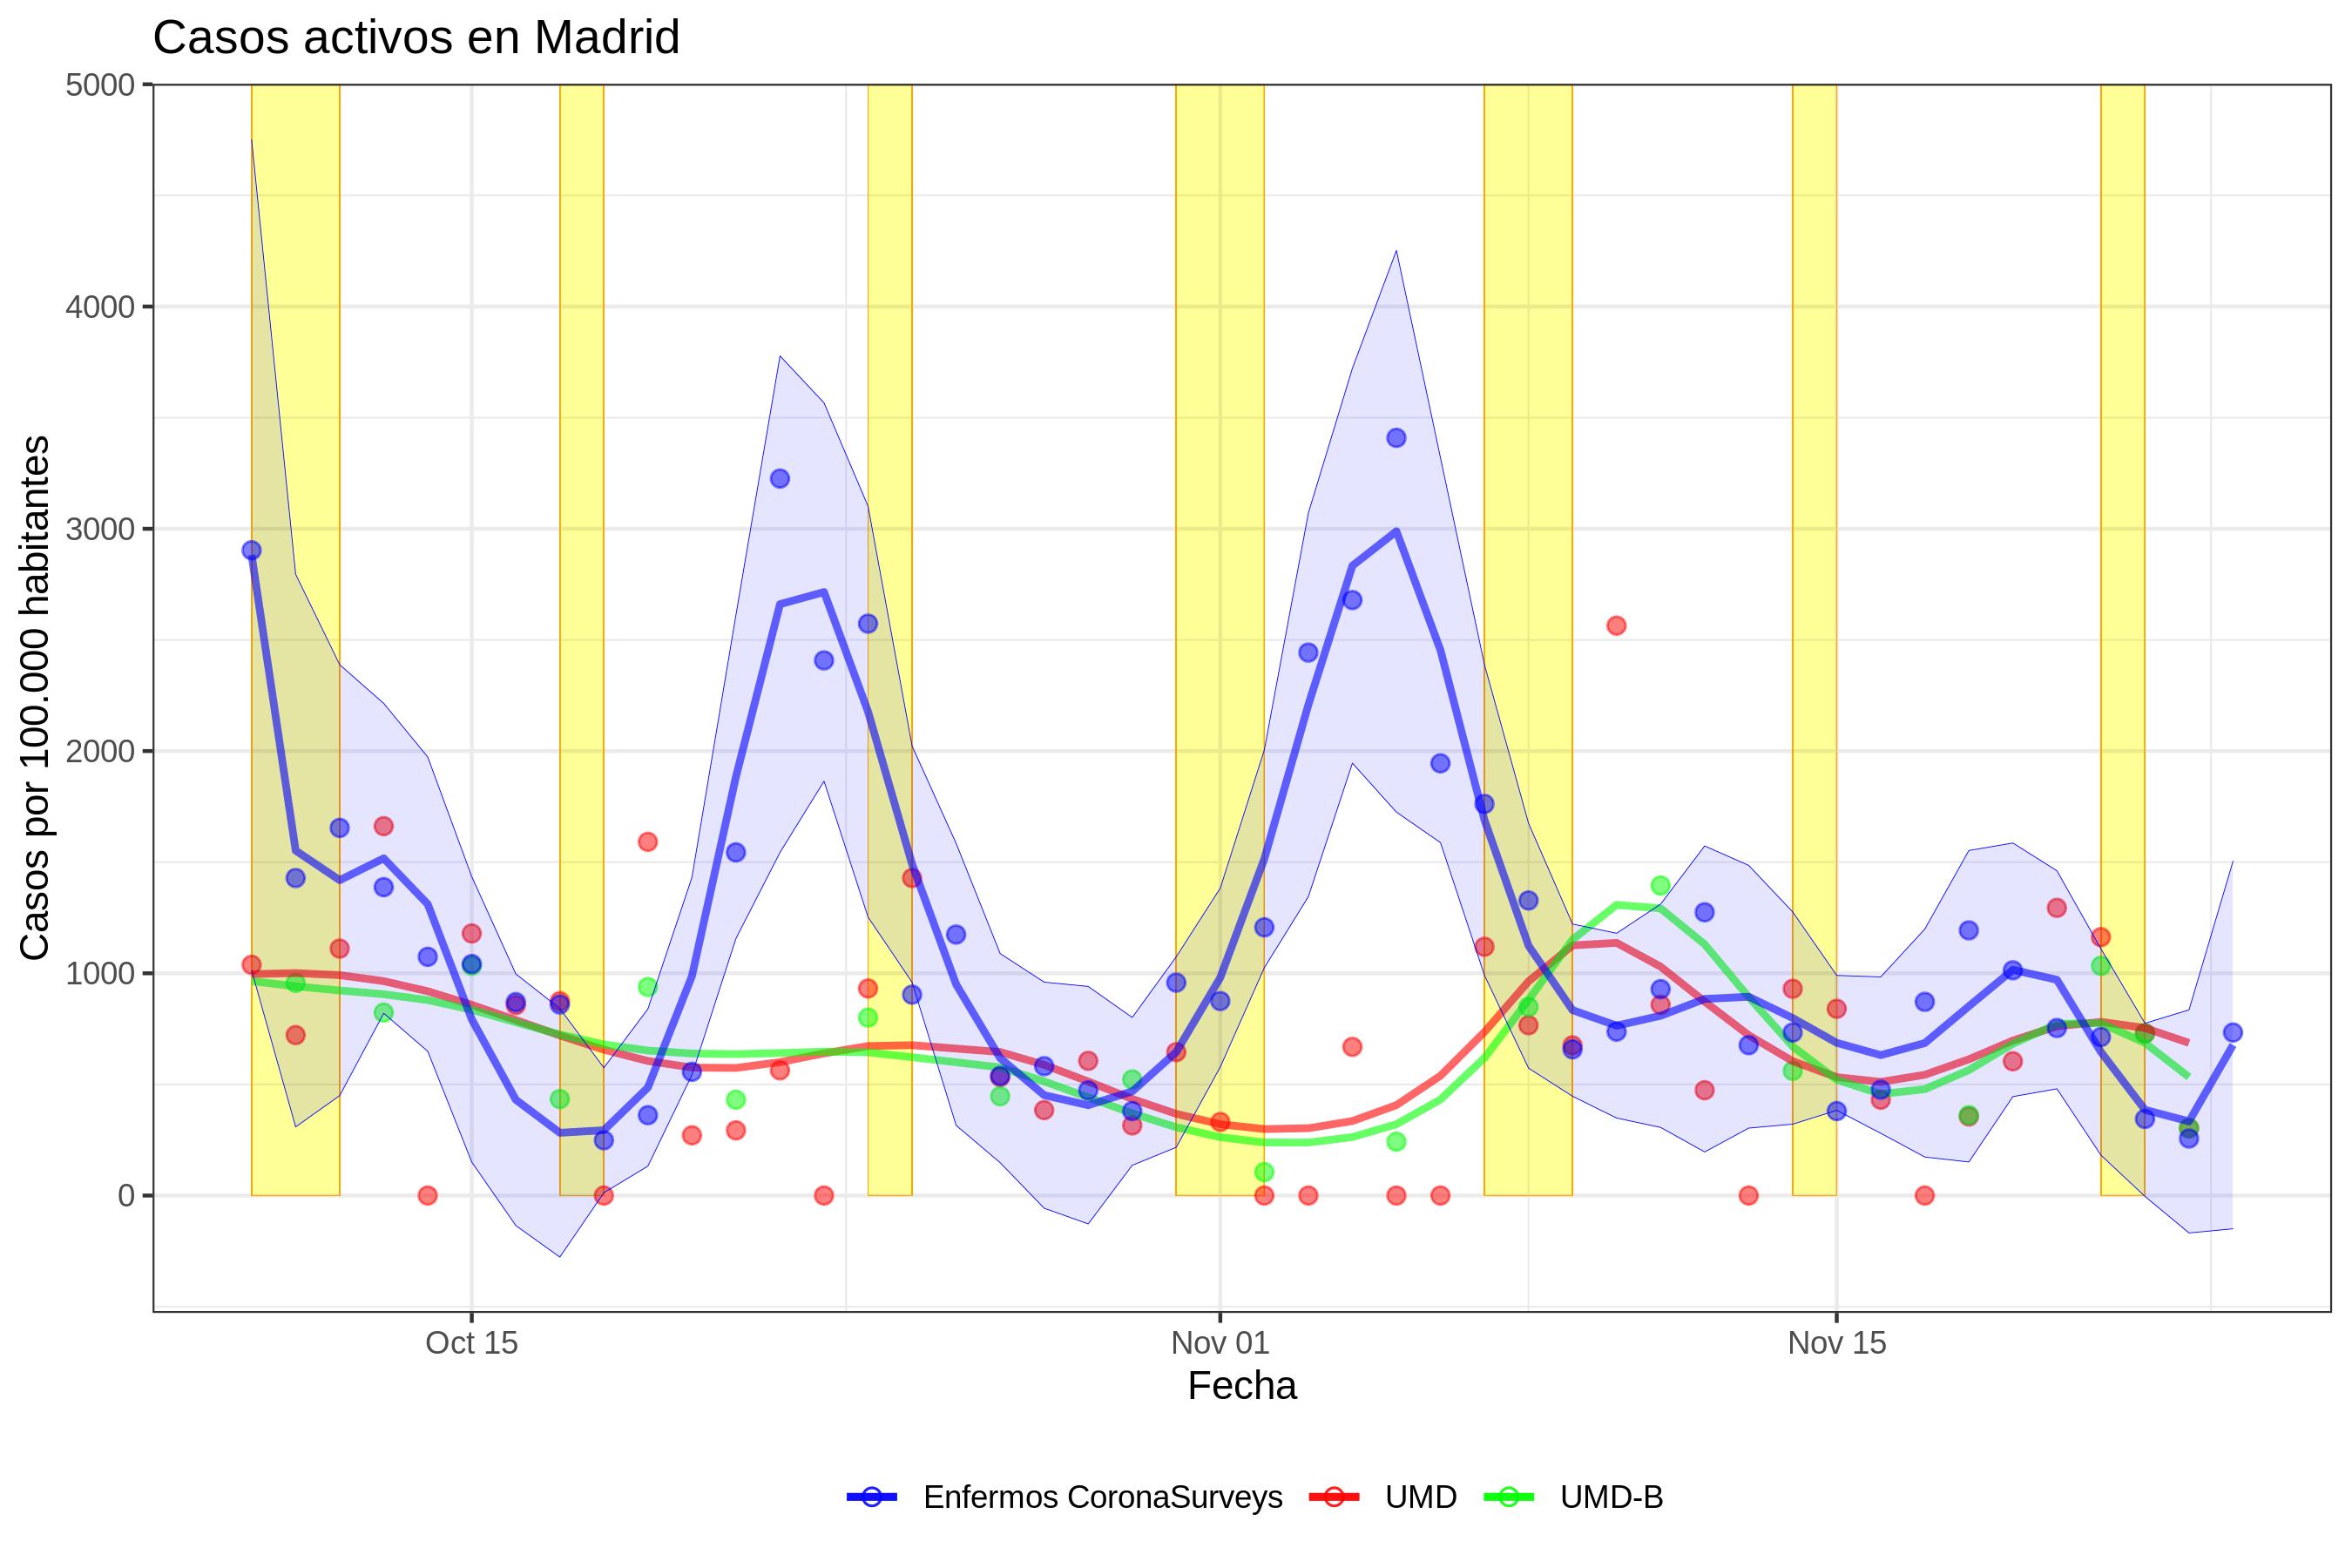 Casos activos en Madrid
Casos por 100.000 habitantes
5000
4000
3000
2000
1000
0
Oct 15
Nov 01
Nov 15
Fecha
Enfermos CoronaSurveys
UMD
UMD-B